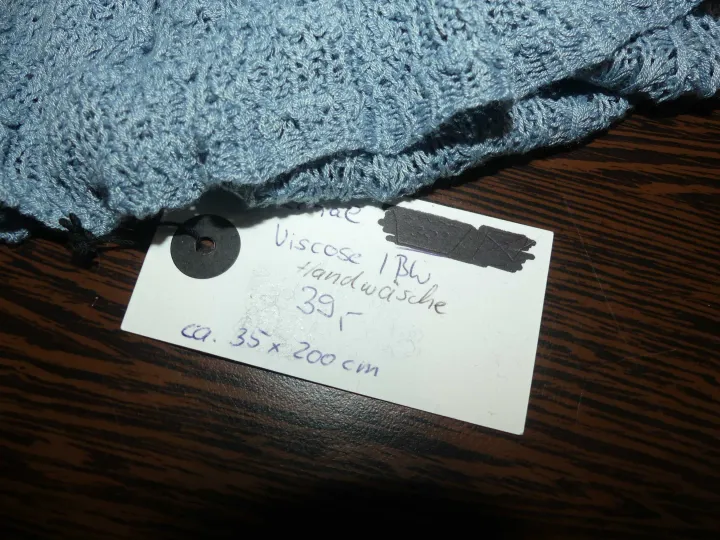 Viscose / BW
Handwäsche
39,-
ca. 35 x 200 cm